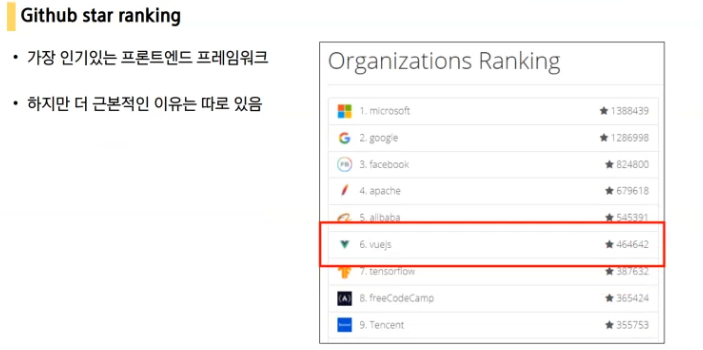 Github star ranking
• 가장 인기있는 프론트엔드 프레임워크
• 하지만 더 근본적인 이유는 따로 있음
Organizations Ranking
1. microsoft ★ 1388439
2. google ★ 1286998
3. facebook ★ 824800
4. apache ★ 679618
5. alibaba ★ 545391
6. vuejs ★ 464642
7. tensorflow ★ 387632
8. freeCodeCamp ★ 365424
9. Tencent ★ 355753